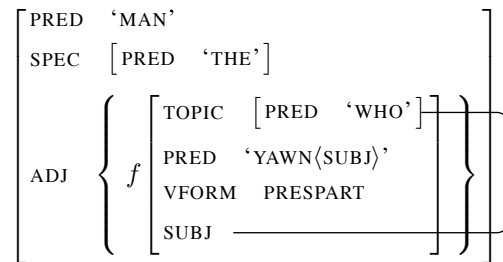 PRED ‘MAN’
SPEC [PRED ‘THE’]
TOPIC [PRED ‘WHO’]
PRED ‘YAWN⟨SUBJ⟩’
ADJ { f [ ] }
VFORM PRESPART
SUBJ